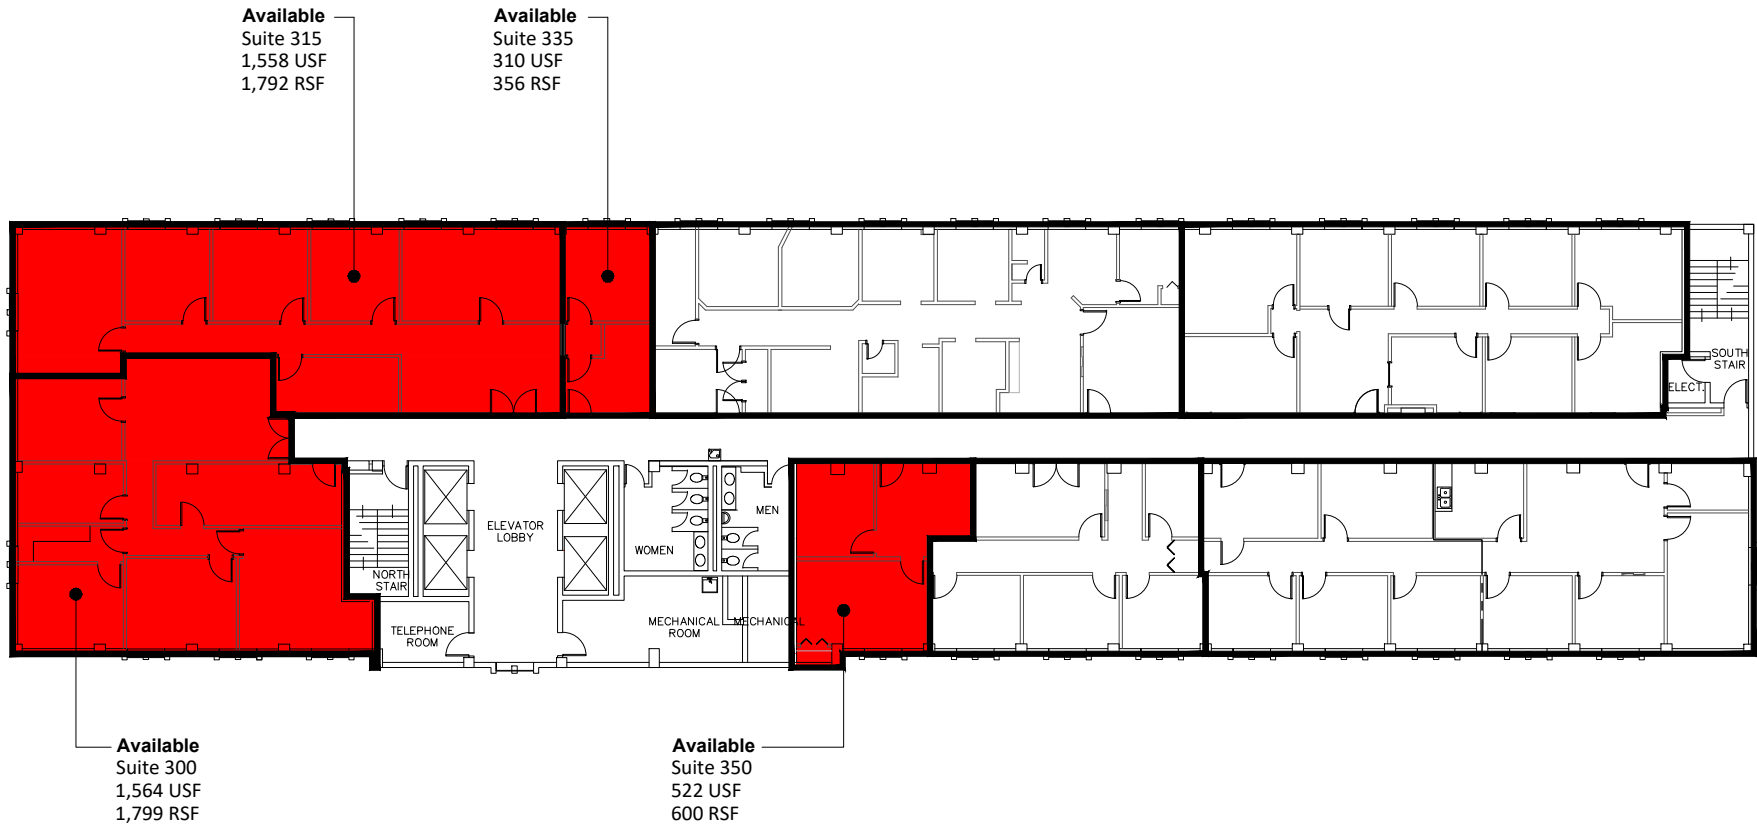 Available
Suite 315
1,558 USF
1,792 RSF
Available
Suite 335
310 USF
356 RSF
SOUTH
STAIR
ELECT.
ELEVATOR
LOBBY
WOMEN
MEN
NORTH
STAIR
TELEPHONE
ROOM
MECHANICAL
ROOM
MECHANICAL
Available
Suite 300
1,564 USF
1,799 RSF
Available
Suite 350
522 USF
600 RSF